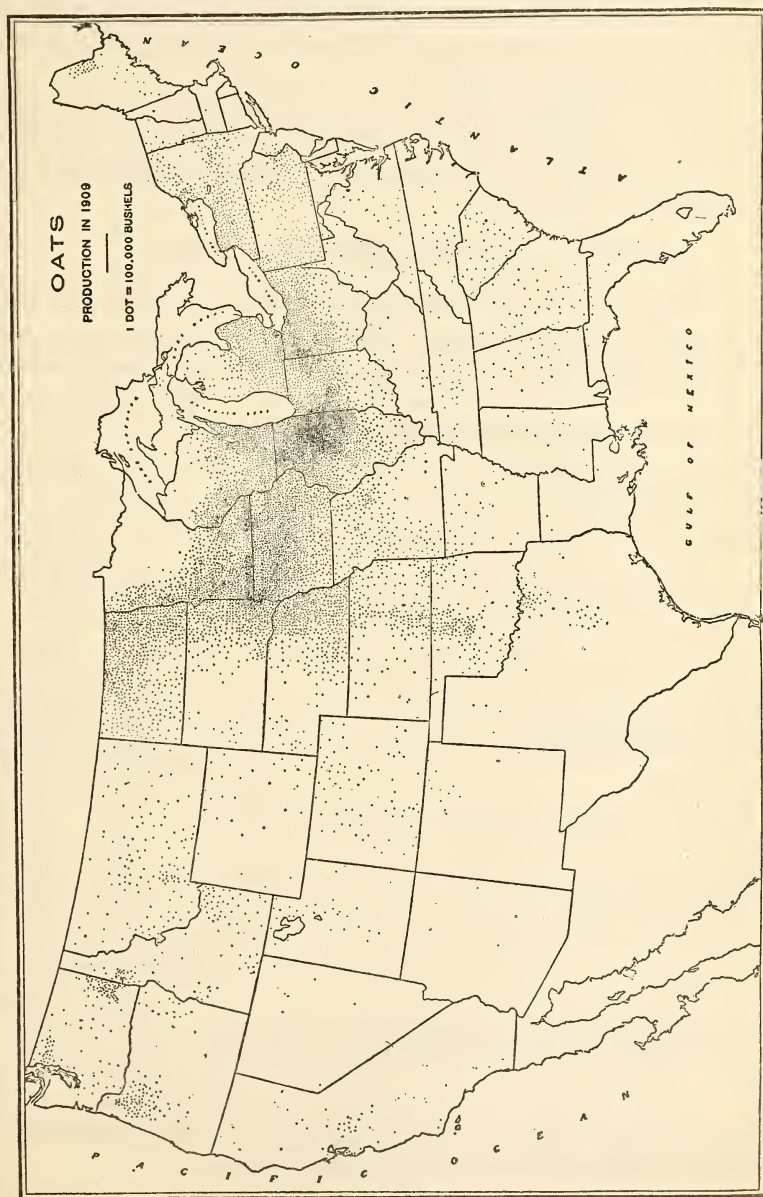 OATS
PRODUCTION IN 1909
1 DOT = 100,000 BUSHELS
ATLANTIC OCEAN
GULF OF MEXICO
PACIFIC OCEAN